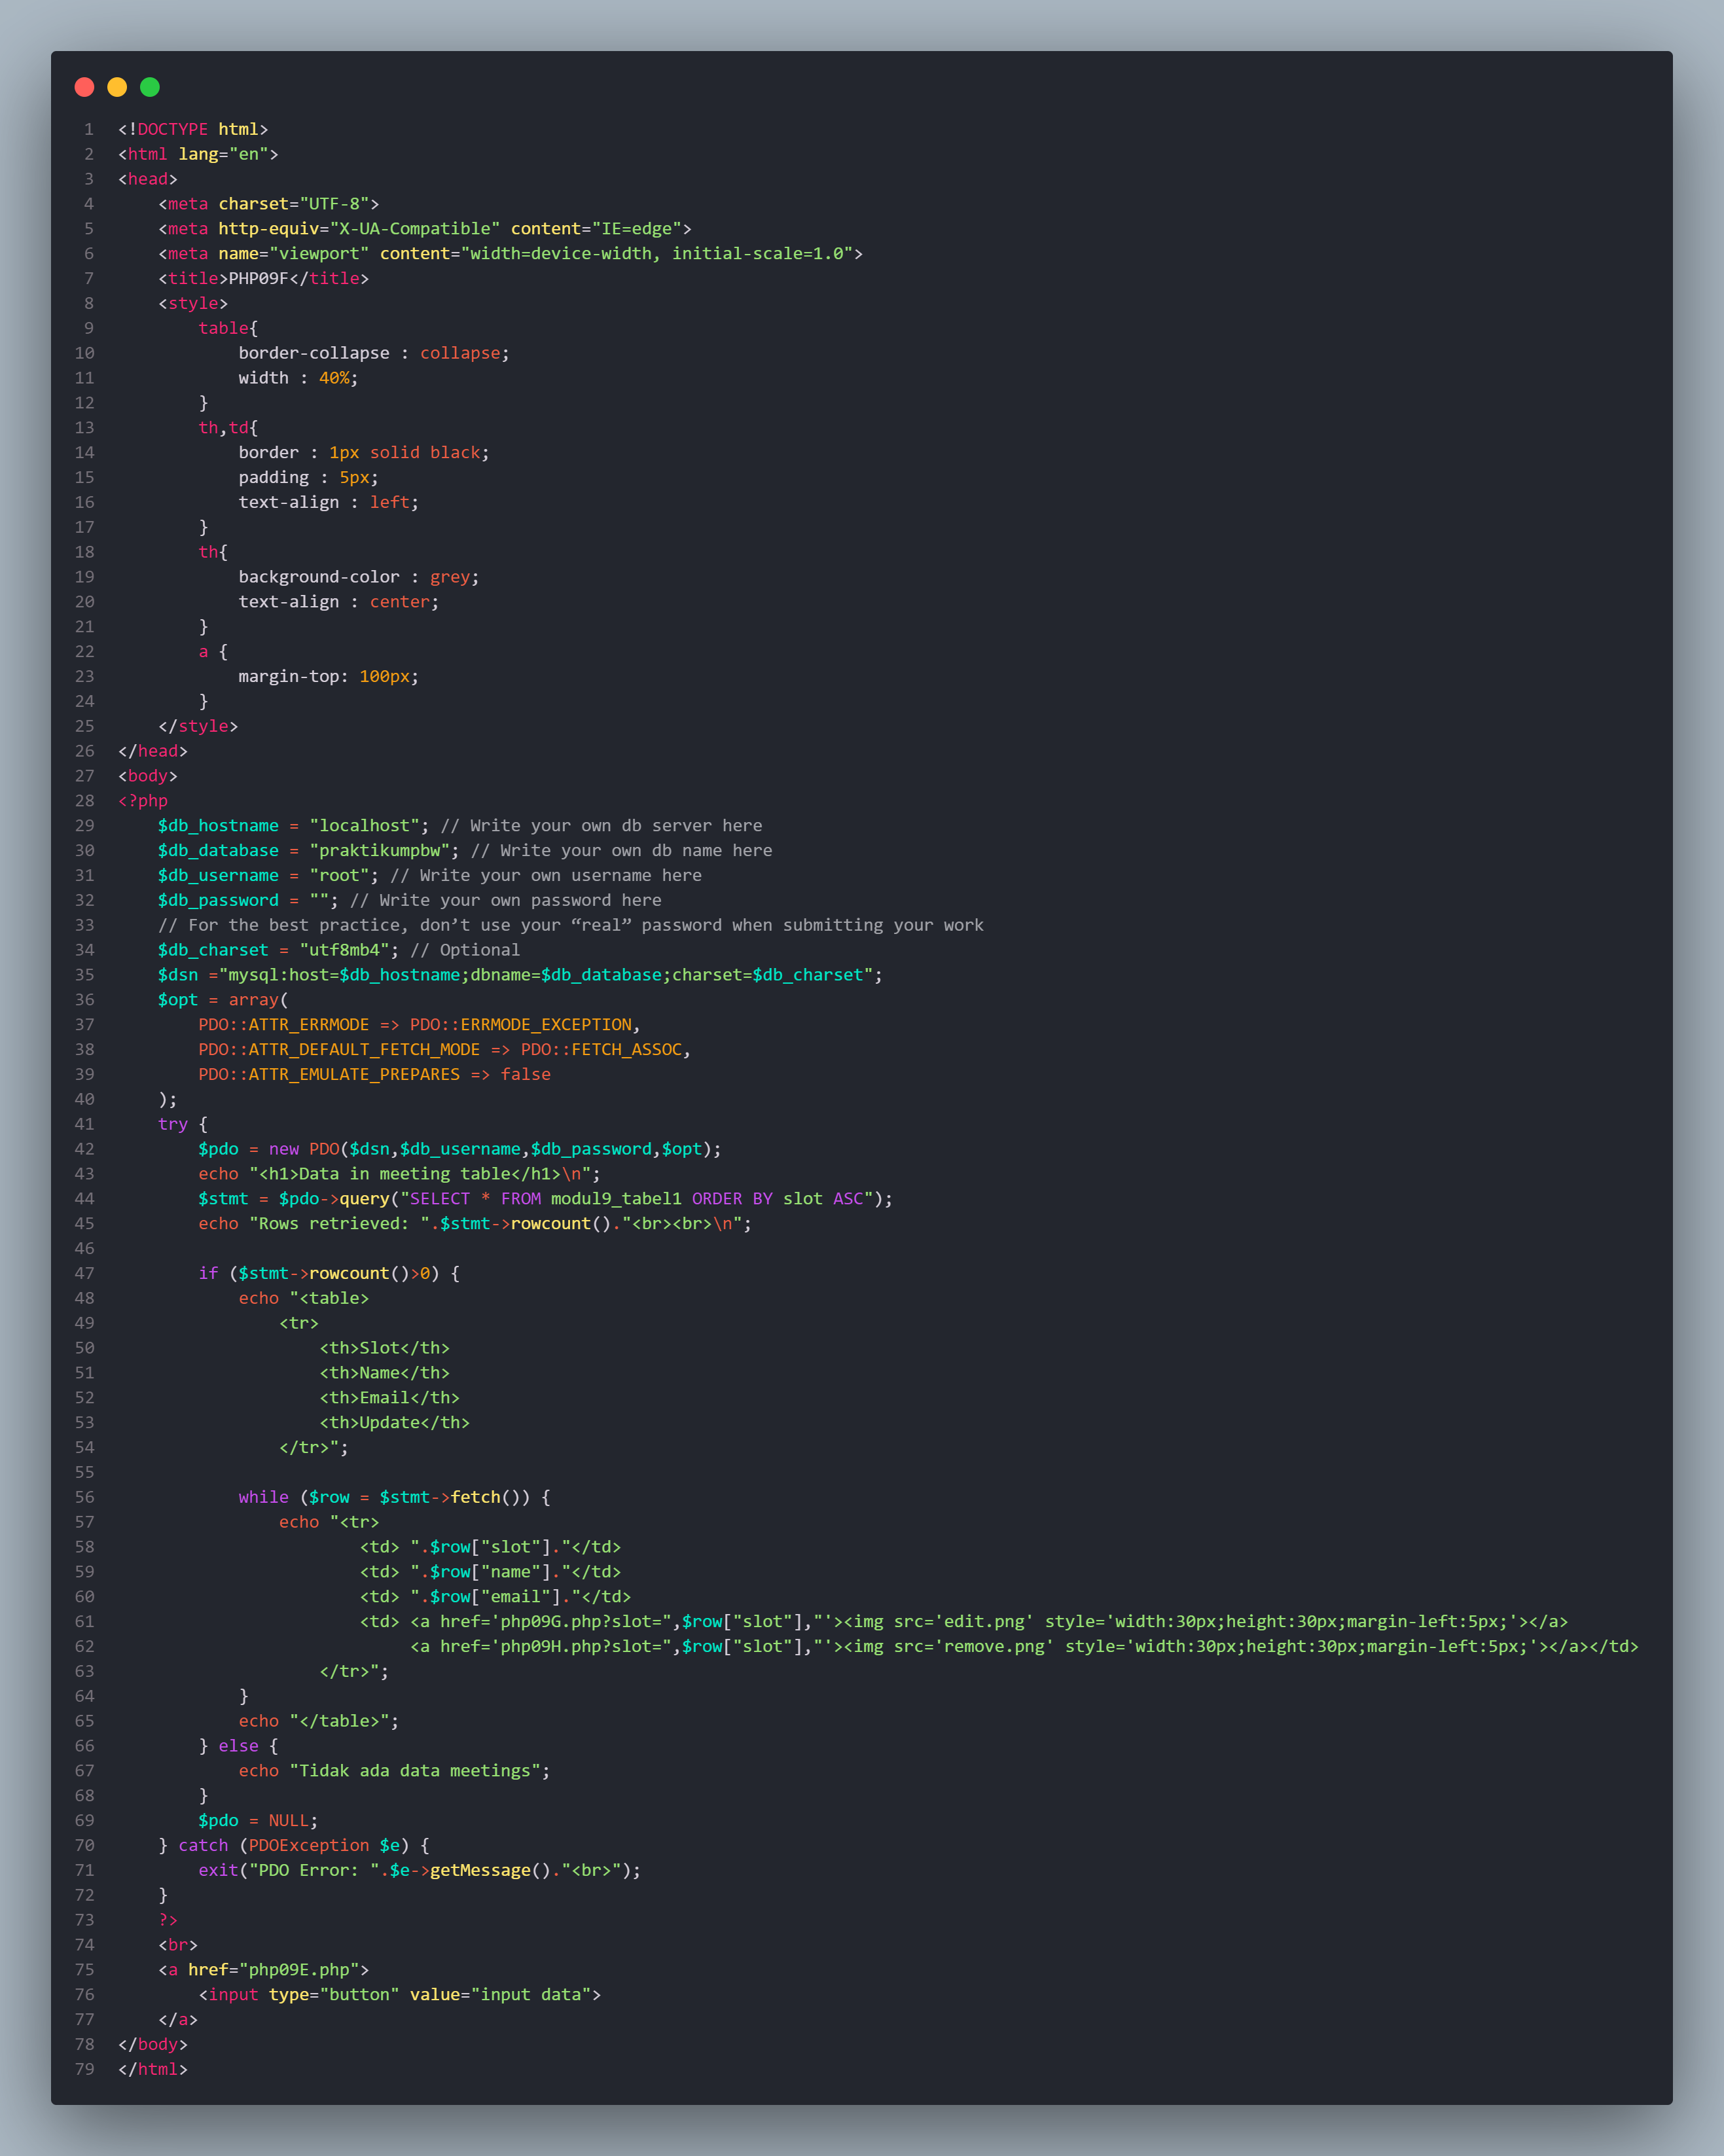 1 <!DOCTYPE html>
2 <html lang="en">
3 <head>
4     <meta charset="UTF-8">
5     <meta http-equiv="X-UA-Compatible" content="IE=edge">
6     <meta name="viewport" content="width=device-width, initial-scale=1.0">
7     <title>PHP09F</title>
8     <style>
9         table{
10             border-collapse : collapse;
11             width : 40%;
12         }
13         th,td{
14             border : 1px solid black;
15             padding : 5px;
16             text-align : left;
17         }
18         th{
19             background-color : grey;
20             text-align : center;
21         }
22         a {
23             margin-top: 100px;
24         }
25     </style>
26 </head>
27 <body>
28 <?php
29     $db_hostname = "localhost"; // Write your own db server here
30     $db_database = "praktikumpbw"; // Write your own db name here
31     $db_username = "root"; // Write your own username here
32     $db_password = ""; // Write your own password here
33     // For the best practice, don’t use your “real” password when submitting your work
34     $db_charset = "utf8mb4"; // Optional
35     $dsn ="mysql:host=$db_hostname;dbname=$db_database;charset=$db_charset";
36     $opt = array(
37         PDO::ATTR_ERRMODE => PDO::ERRMODE_EXCEPTION,
38         PDO::ATTR_DEFAULT_FETCH_MODE => PDO::FETCH_ASSOC,
39         PDO::ATTR_EMULATE_PREPARES => false
40     );
41     try {
42         $pdo = new PDO($dsn,$db_username,$db_password,$opt);
43         echo "<h1>Data in meeting table</h1>\n";
44         $stmt = $pdo->query("SELECT * FROM modul9_tabel1 ORDER BY slot ASC");
45         echo "Rows retrieved: ".$stmt->rowcount()."<br><br>\n";
46
47         if ($stmt->rowcount()>0) {
48             echo "<table>
49                 <tr>
50                     <th>Slot</th>
51                     <th>Name</th>
52                     <th>Email</th>
53                     <th>Update</th>
54                 </tr>";
55
56             while ($row = $stmt->fetch()) {
57                 echo "<tr>
58                         <td> ".$row["slot"]."</td>
59                         <td> ".$row["name"]."</td>
60                         <td> ".$row["email"]."</td>
61                         <td> <a href='php09G.php?slot=",$row["slot"],"'><img src='edit.png' style='width:30px;height:30px;margin-left:5px;'></a>
62                              <a href='php09H.php?slot=",$row["slot"],"'><img src='remove.png' style='width:30px;height:30px;margin-left:5px;'></a></td>
63                     </tr>";
64             }
65             echo "</table>";
66         } else {
67             echo "Tidak ada data meetings";
68         }
69         $pdo = NULL;
70     } catch (PDOException $e) {
71         exit("PDO Error: ".$e->getMessage()."<br>");
72     }
73     ?>
74     <br>
75     <a href="php09E.php">
76         <input type="button" value="input data">
77     </a>
78 </body>
79 </html>